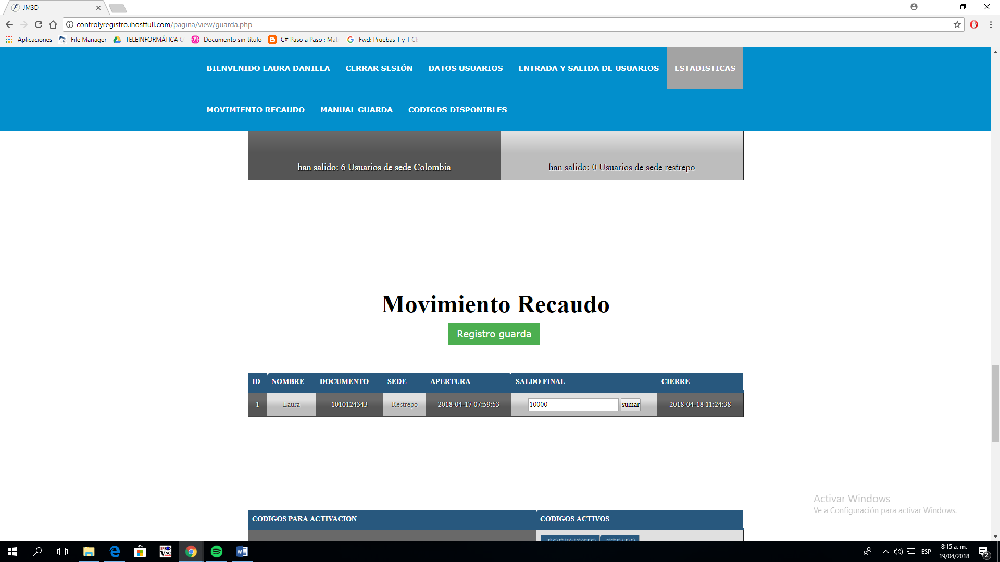 JM3D
controlyregistro.ihostfull.com/pagina/view/guarda.php
Aplicaciones File Manager TELEINFORMÁTICA Documento sin título C# Paso a Paso : Mat Fwd: Pruebas T y T CE
BIENVENIDO LAURA DANIELA CERRAR SESIÓN DATOS USUARIOS ENTRADA Y SALIDA DE USUARIOS ESTADISTICAS
MOVIMIENTO RECAUDO MANUAL GUARDA CODIGOS DISPONIBLES
han salido: 6 Usuarios de sede Colombia han salido: 0 Usuarios de sede restrepo
Movimiento Recaudo
Registro guarda
ID NOMBRE DOCUMENTO SEDE APERTURA SALDO FINAL CIERRE
1 Laura 1010124343 Restrepo 2018-04-17 07:59:53 10000 sumar 2018-04-18 11:24:38
Activar Windows
Ve a Configuración para activar Windows.
CODIGOS PARA ACTIVACION CODIGOS ACTIVOS
DOCUMENTO ESTADO
VNC
ESP
8:15 a. m.
19/04/2018
2